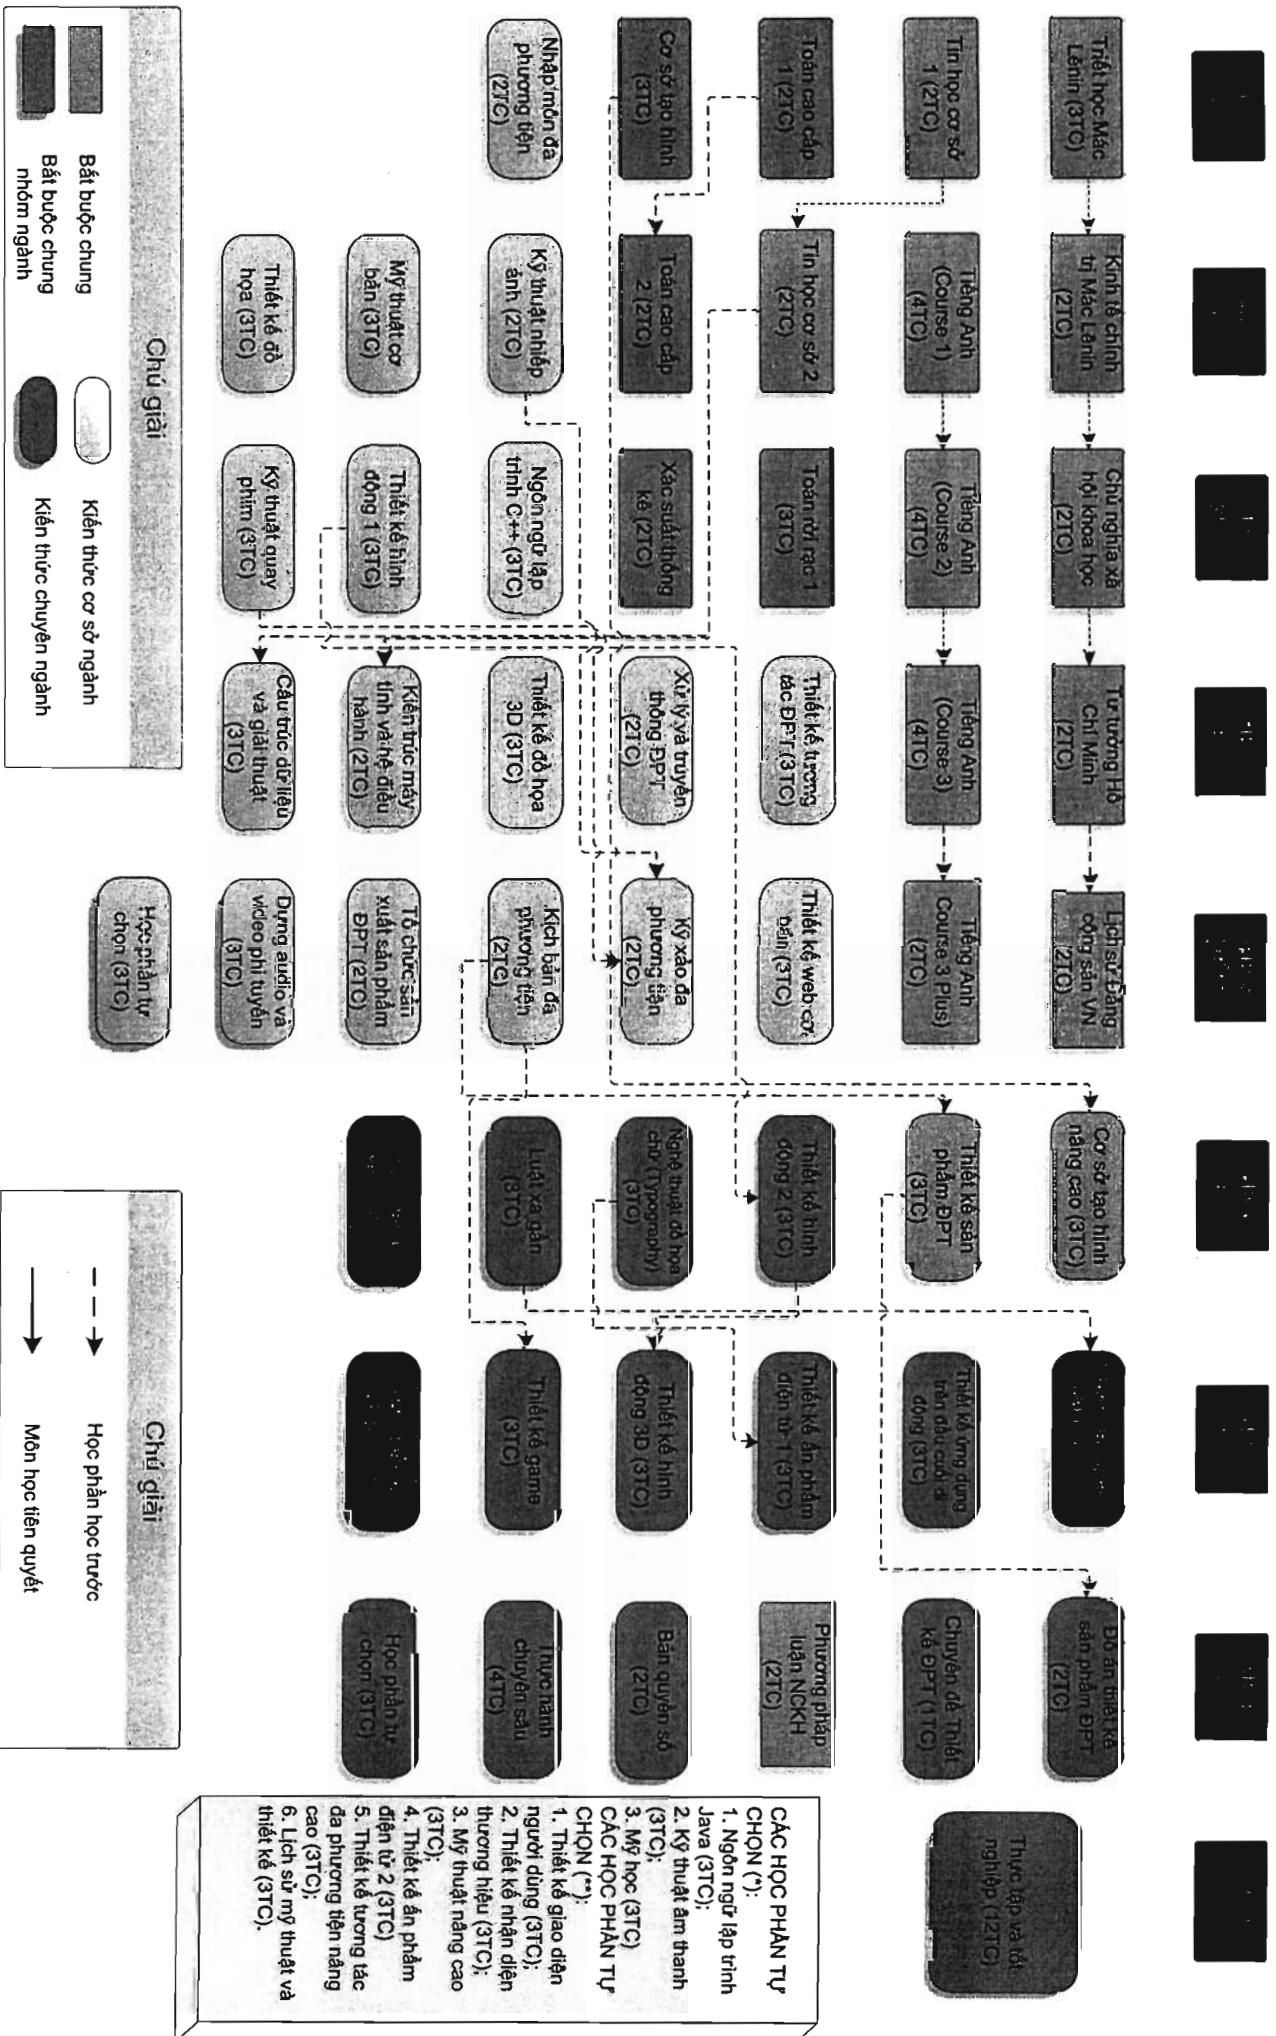 Triết học Mác
Lênin (3TC)
Tin học cơ sở
1 (2TC)
Toán cao cấp
1 (2TC)
Cơ sở tạo hình
(3TC)
Nhập môn đa
phương tiện
(2TC)
Kinh tế chính
trị Mác Lênin
(2TC)
Tiếng Anh
(Course 1)
(4TC)
Tin học cơ sở 2
(2TC)
Toán cao cấp
2 (2TC)
Kỹ thuật nhiếp
ảnh (2TC)
Mỹ thuật cơ
bản (3TC)
Thiết kế đồ
họa (3TC)
Chủ nghĩa xã
hội khoa học
(2TC)
Tiếng Anh
(Course 2)
(4TC)
Toán rời rạc 1
(3TC)
Xác suất thống
kê (2TC)
Ngôn ngữ lập
trình C++ (3TC)
Thiết kế hình
động 1 (3TC)
Kỹ thuật quay
phim (3TC)
Tư tưởng Hồ
Chí Minh
(2TC)
Tiếng Anh
(Course 3)
(4TC)
Thiết kế tương
tác ĐPT (3TC)
Xử lý và truyền
thông ĐPT
(2TC)
Thiết kế đồ họa
3D (3TC)
Kiến trúc máy
tính và hệ điều
hành (2TC)
Cấu trúc dữ liệu
và giải thuật
(3TC)
Lịch sử Đảng
cộng sản VN
(2TC)
Tiếng Anh
Course 3 Plus)
(2TC)
Thiết kế web cơ
bản (3TC)
Kỹ xảo đa
phương tiện
(2TC)
Kịch bản đa
phương tiện
(2TC)
Tổ chức sản
xuất sản phẩm
ĐPT (2TC)
Dựng audio và
video phi tuyến
(3TC)
Học phần tự
chọn (3TC)
Cơ sở tạo hình
nâng cao (3TC)
Thiết kế sản
phẩm ĐPT
(3TC)
Thiết kế hình
động 2 (3TC)
Nghệ thuật đồ họa
chữ (Typography)
(3TC)
Luật xa gần
(3TC)
Thiết kế ứng dụng
trên đầu cuối di
động (3TC)
Thiết kế ấn phẩm
điện tử 1 (3TC)
Thiết kế hình
động 3D (3TC)
Thiết kế game
(3TC)
Đồ án thiết kế
sản phẩm ĐPT
(2TC)
Chuyên đề Thiết
kế ĐPT (1TC)
Phương pháp
luận NCKH
(2TC)
Bản quyền số
(2TC)
Thực hành
chuyên sâu
(4TC)
Học phần tự
chọn (3TC)
Thực tập và tốt
nghiệp (12TC)
CÁC HỌC PHẦN TỰ
CHỌN (*):
1. Ngôn ngữ lập trình
Java (3TC);
2. Kỹ thuật âm thanh
(3TC);
3. Mỹ học (3TC)
CÁC HỌC PHẦN TỰ
CHỌN (**):
1. Thiết kế giao diện
người dùng (3TC);
2. Thiết kế nhận diện
thương hiệu (3TC);
3. Mỹ thuật nâng cao
(3TC);
4. Thiết kế ấn phẩm
điện tử 2 (3TC)
5. Thiết kế tương tác
đa phương tiện nâng
cao (3TC);
6. Lịch sử mỹ thuật và
thiết kế (3TC).
Chú giải
Bắt buộc chung
Kiến thức cơ sở ngành
Bắt buộc chung
nhóm ngành
Kiến thức chuyên ngành
Chú giải
Học phần học trước
Môn học tiên quyết